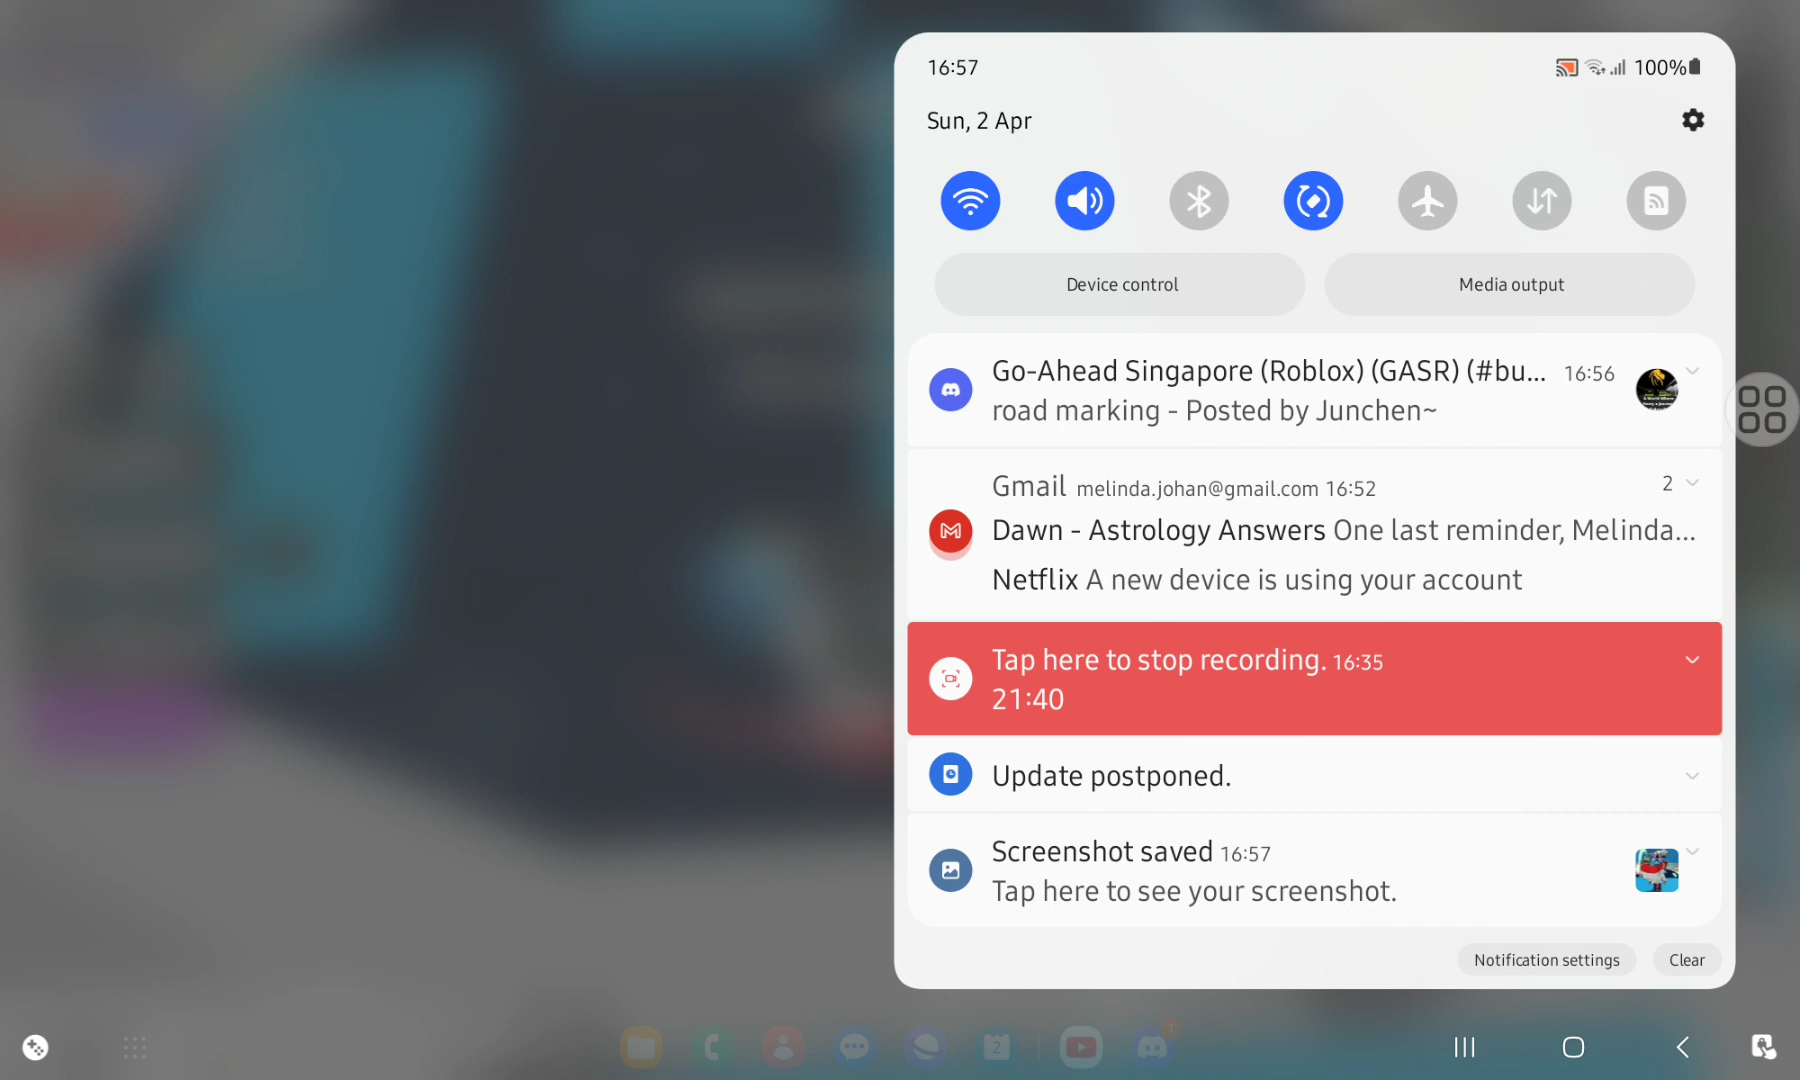 16:57
100%
Sun, 2 Apr
Device control
Media output
Go-Ahead Singapore (Roblox) (GASR) (#bu... 16:56
road marking - Posted by Junchen~
Gmail melinda.johan@gmail.com 16:52
2
Dawn - Astrology Answers One last reminder, Melinda...
Netflix A new device is using your account
Tap here to stop recording. 16:35
21:40
Update postponed.
Screenshot saved 16:57
Tap here to see your screenshot.
Notification settings
Clear
2
1